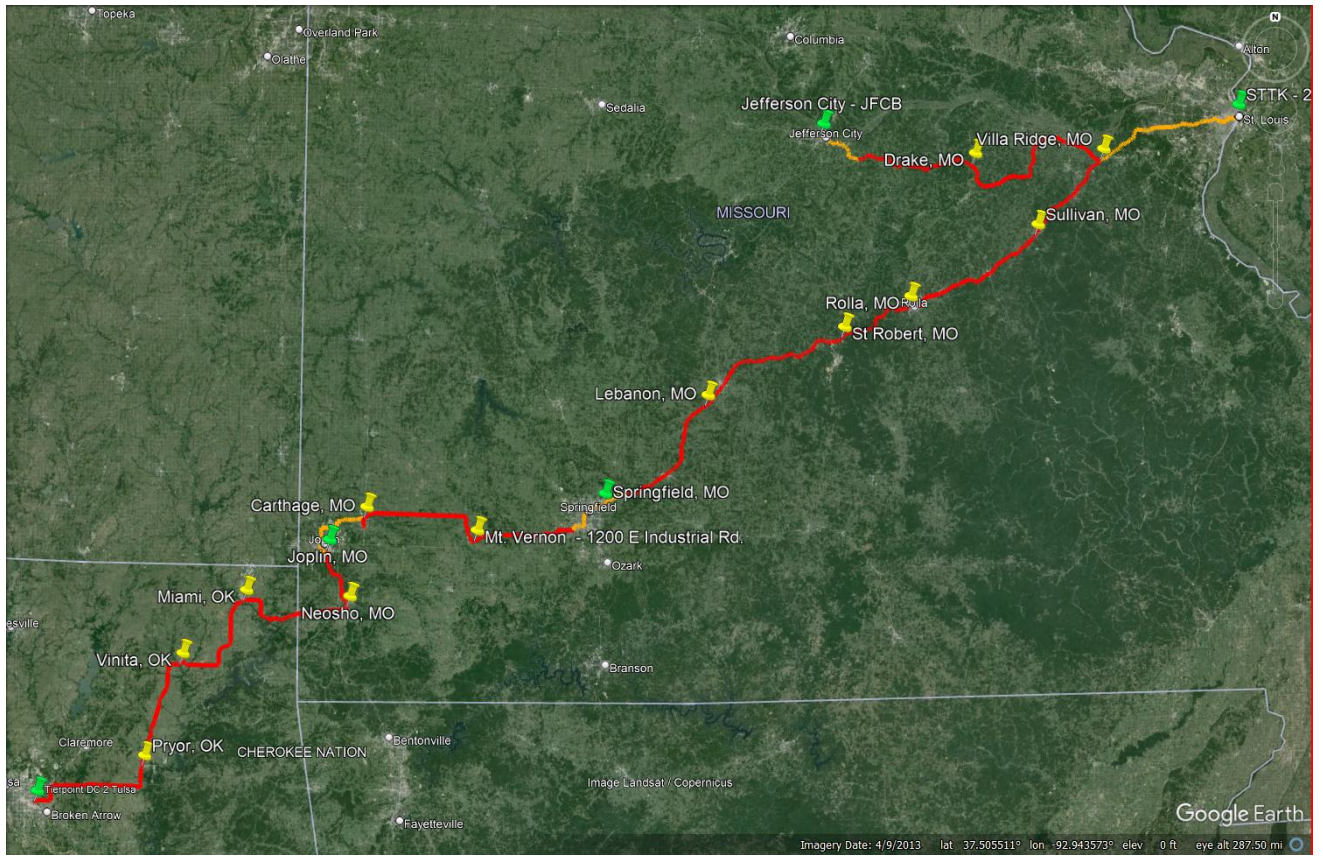 Topeka
Overland Park
Olathe
Columbia
Alton
Sedalia
Jefferson City - JFCB
STTK - 2
St. Louis
Jefferson City
Villa Ridge, MO
Drake, MO
MISSOURI
Sullivan, MO
Rolla, MO
Rolla
St Robert, MO
Lebanon, MO
Springfield, MO
Springfield
Carthage, MO
Mt. Vernon - 1200 E Industrial Rd.
Joplin, MO
Ozark
Miami, OK
Neosho, MO
esville
Vinita, OK
Branson
Claremore
Pryor, OK
CHEROKEE NATION
Bentonville
Image Landsat / Copernicus
sa
Tierpoint DC 2 Tulsa
Broken Arrow
Fayetteville
Google Earth
Imagery Date: 4/9/2013 lat 37.505511° lon -92.943573° elev 0 ft eye alt 287.50 mi
N